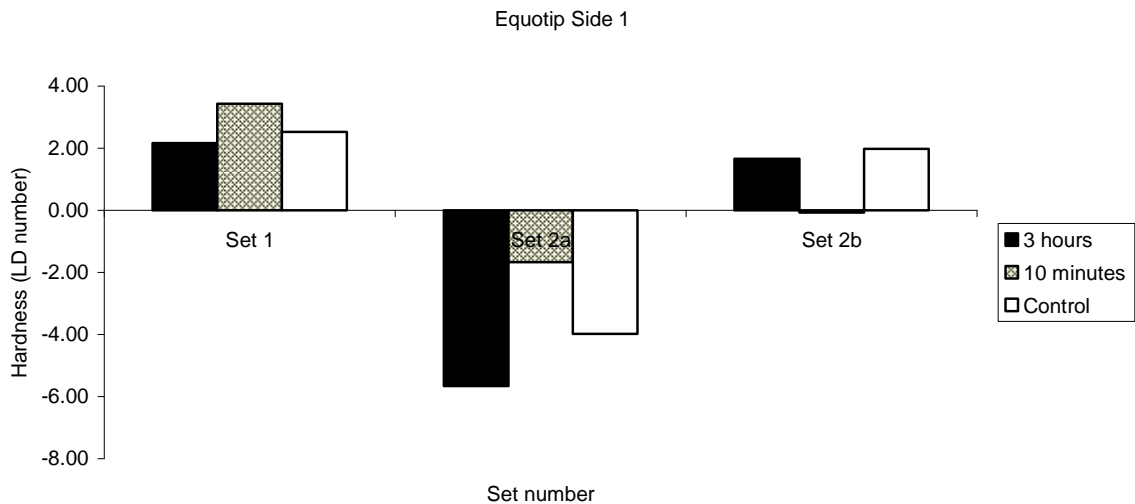 Equotip Side 1
4.00
2.00
0.00
-2.00
-4.00
-6.00
-8.00
Hardness (LD number)
Set 1
Set 2a
Set 2b
Set number
3 hours
10 minutes
Control